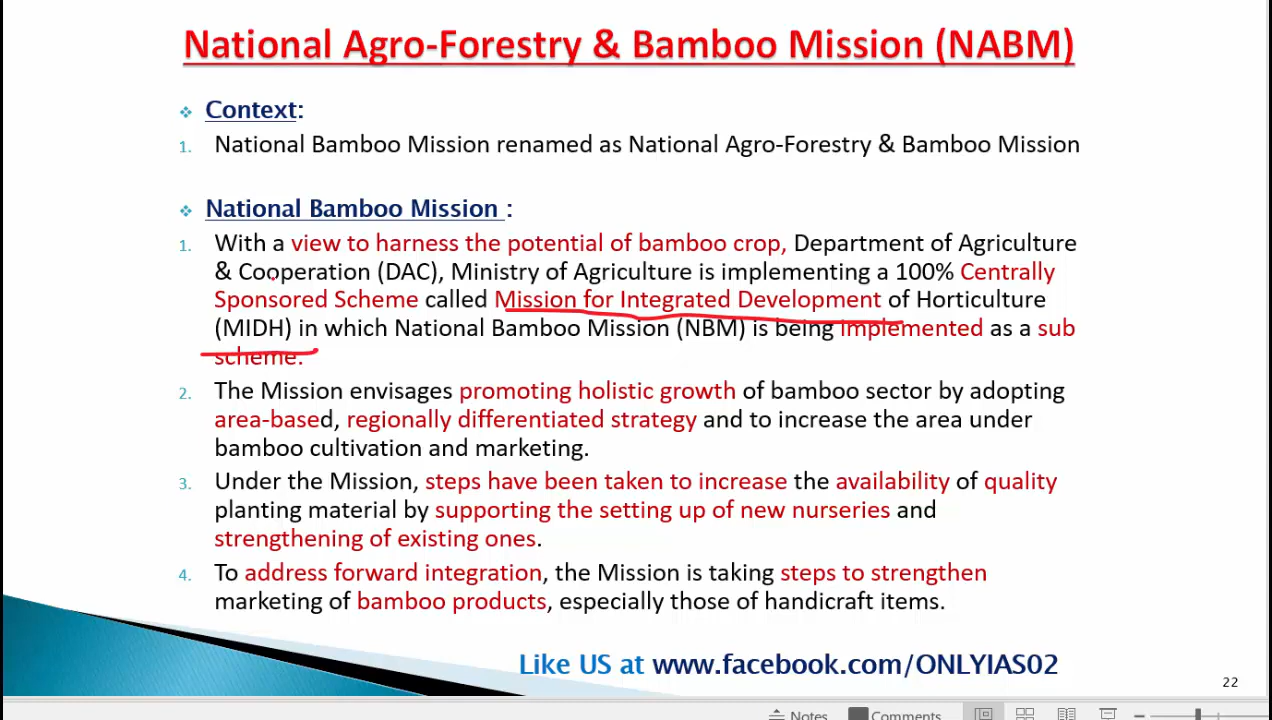 National Agro-Forestry & Bamboo Mission (NABM)
❖ Context:
1. National Bamboo Mission renamed as National Agro-Forestry & Bamboo Mission
❖ National Bamboo Mission :
1. With a view to harness the potential of bamboo crop, Department of Agriculture
& Cooperation (DAC), Ministry of Agriculture is implementing a 100% Centrally
Sponsored Scheme called Mission for Integrated Development of Horticulture
(MIDH) in which National Bamboo Mission (NBM) is being implemented as a sub
scheme.
2. The Mission envisages promoting holistic growth of bamboo sector by adopting
area-based, regionally differentiated strategy and to increase the area under
bamboo cultivation and marketing.
3. Under the Mission, steps have been taken to increase the availability of quality
planting material by supporting the setting up of new nurseries and
strengthening of existing ones.
4. To address forward integration, the Mission is taking steps to strengthen
marketing of bamboo products, especially those of handicraft items.
Like US at www.facebook.com/ONLYIAS02
22
Notes Comments